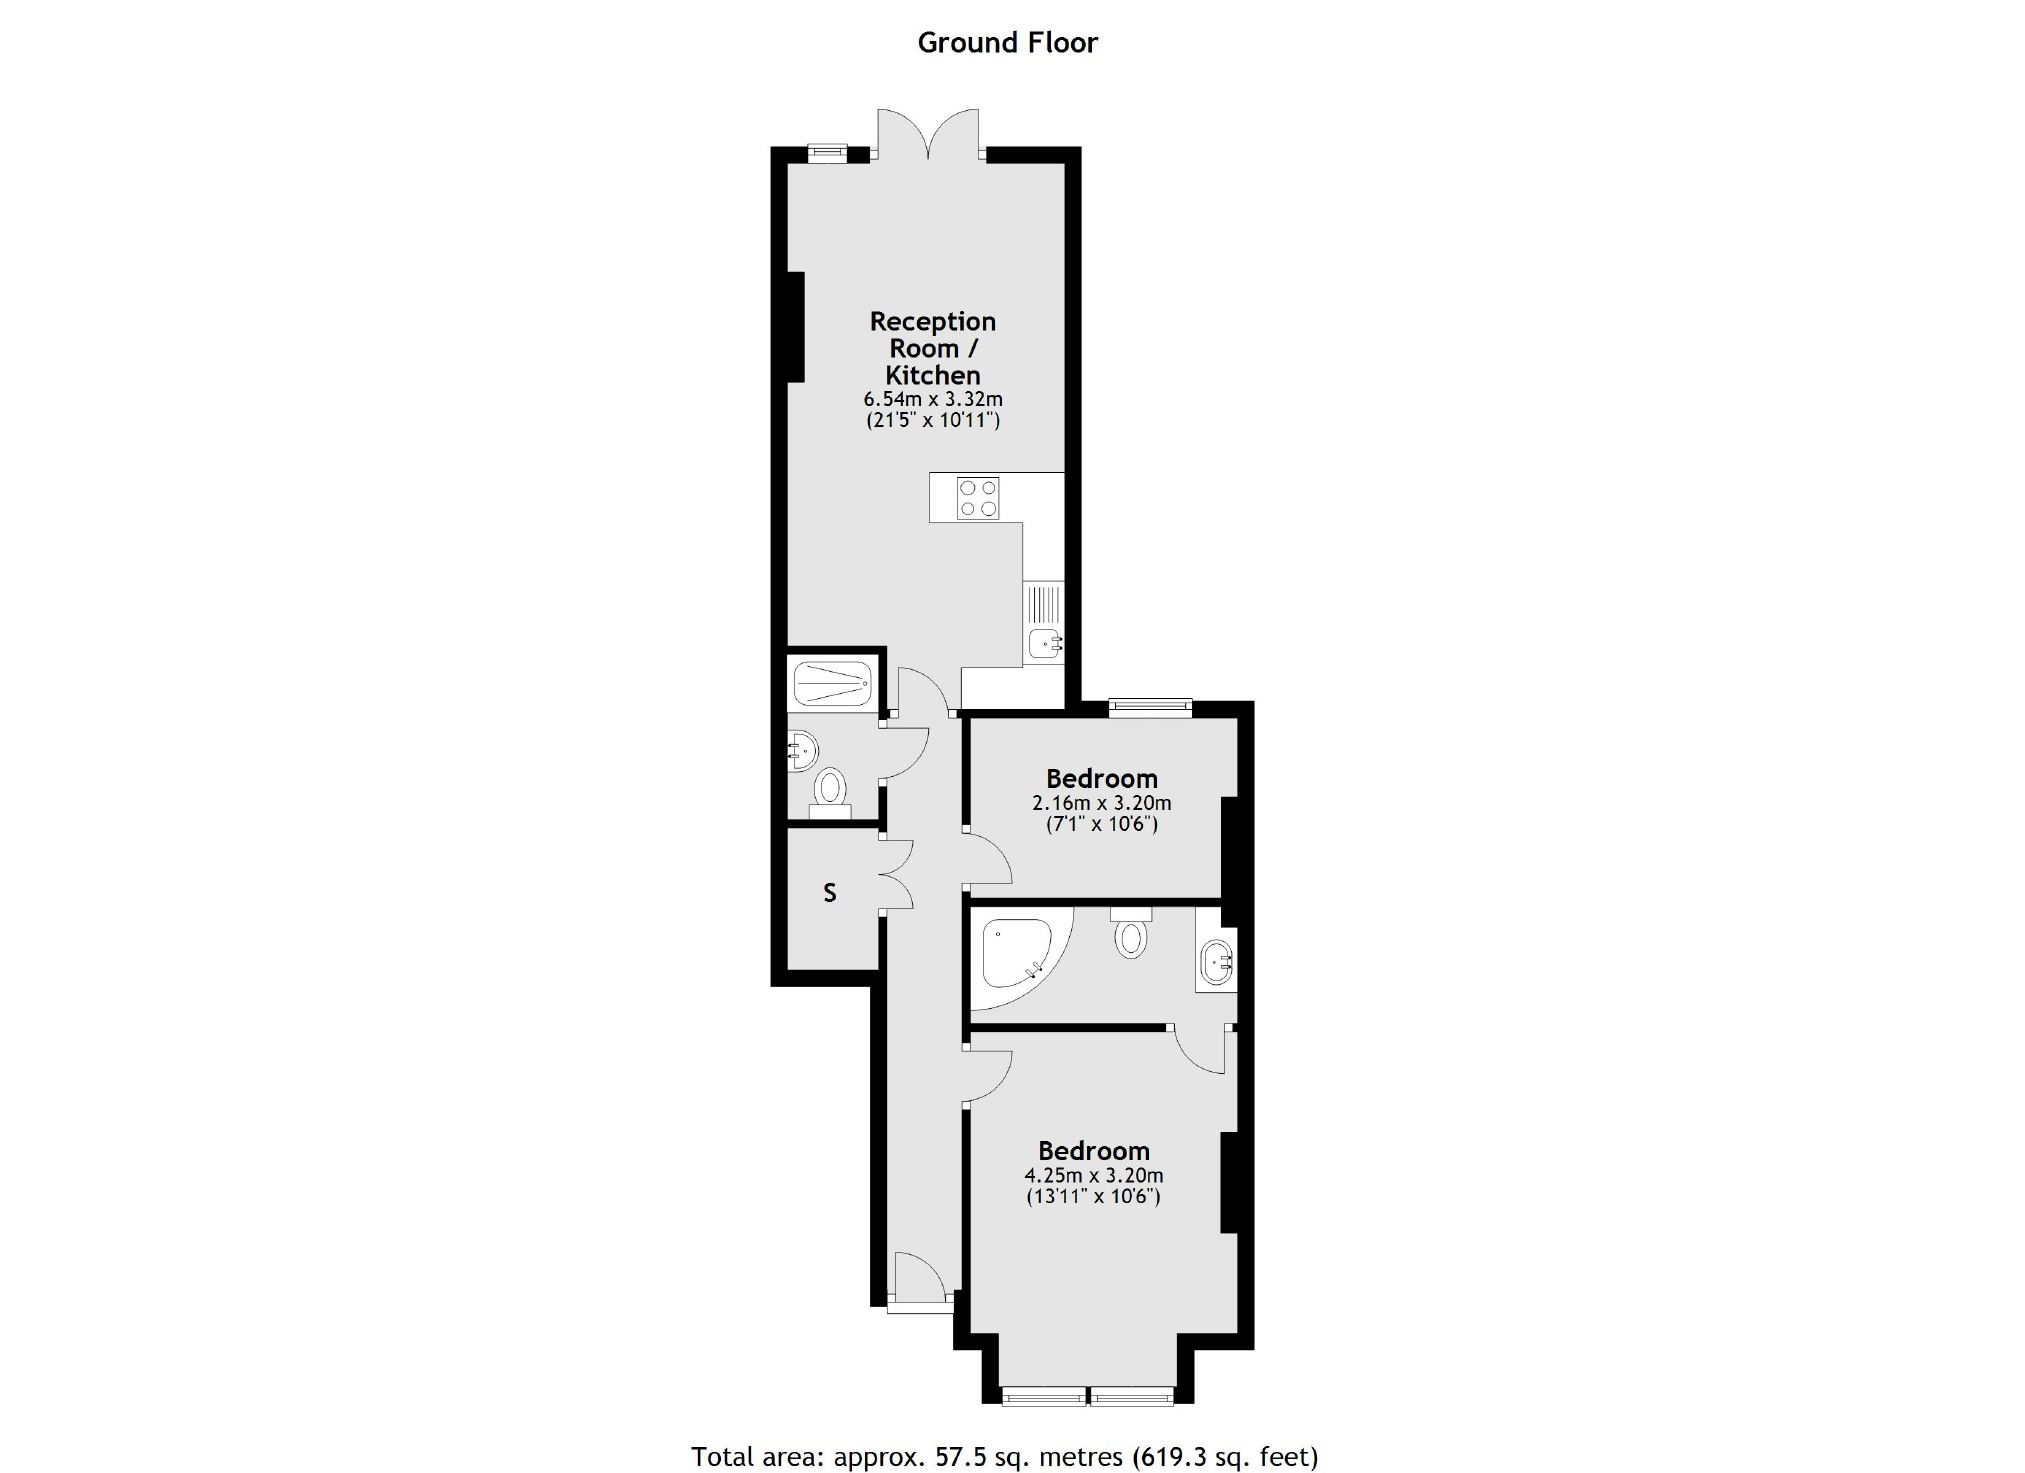 Ground Floor
Reception
Room /
Kitchen
6.54m x 3.32m
(21'5" x 10'11")
Bedroom
2.16m x 3.20m
(7'1" x 10'6")
S
Bedroom
4.25m x 3.20m
(13'11" x 10'6")
Total area: approx. 57.5 sq. metres (619.3 sq. feet)